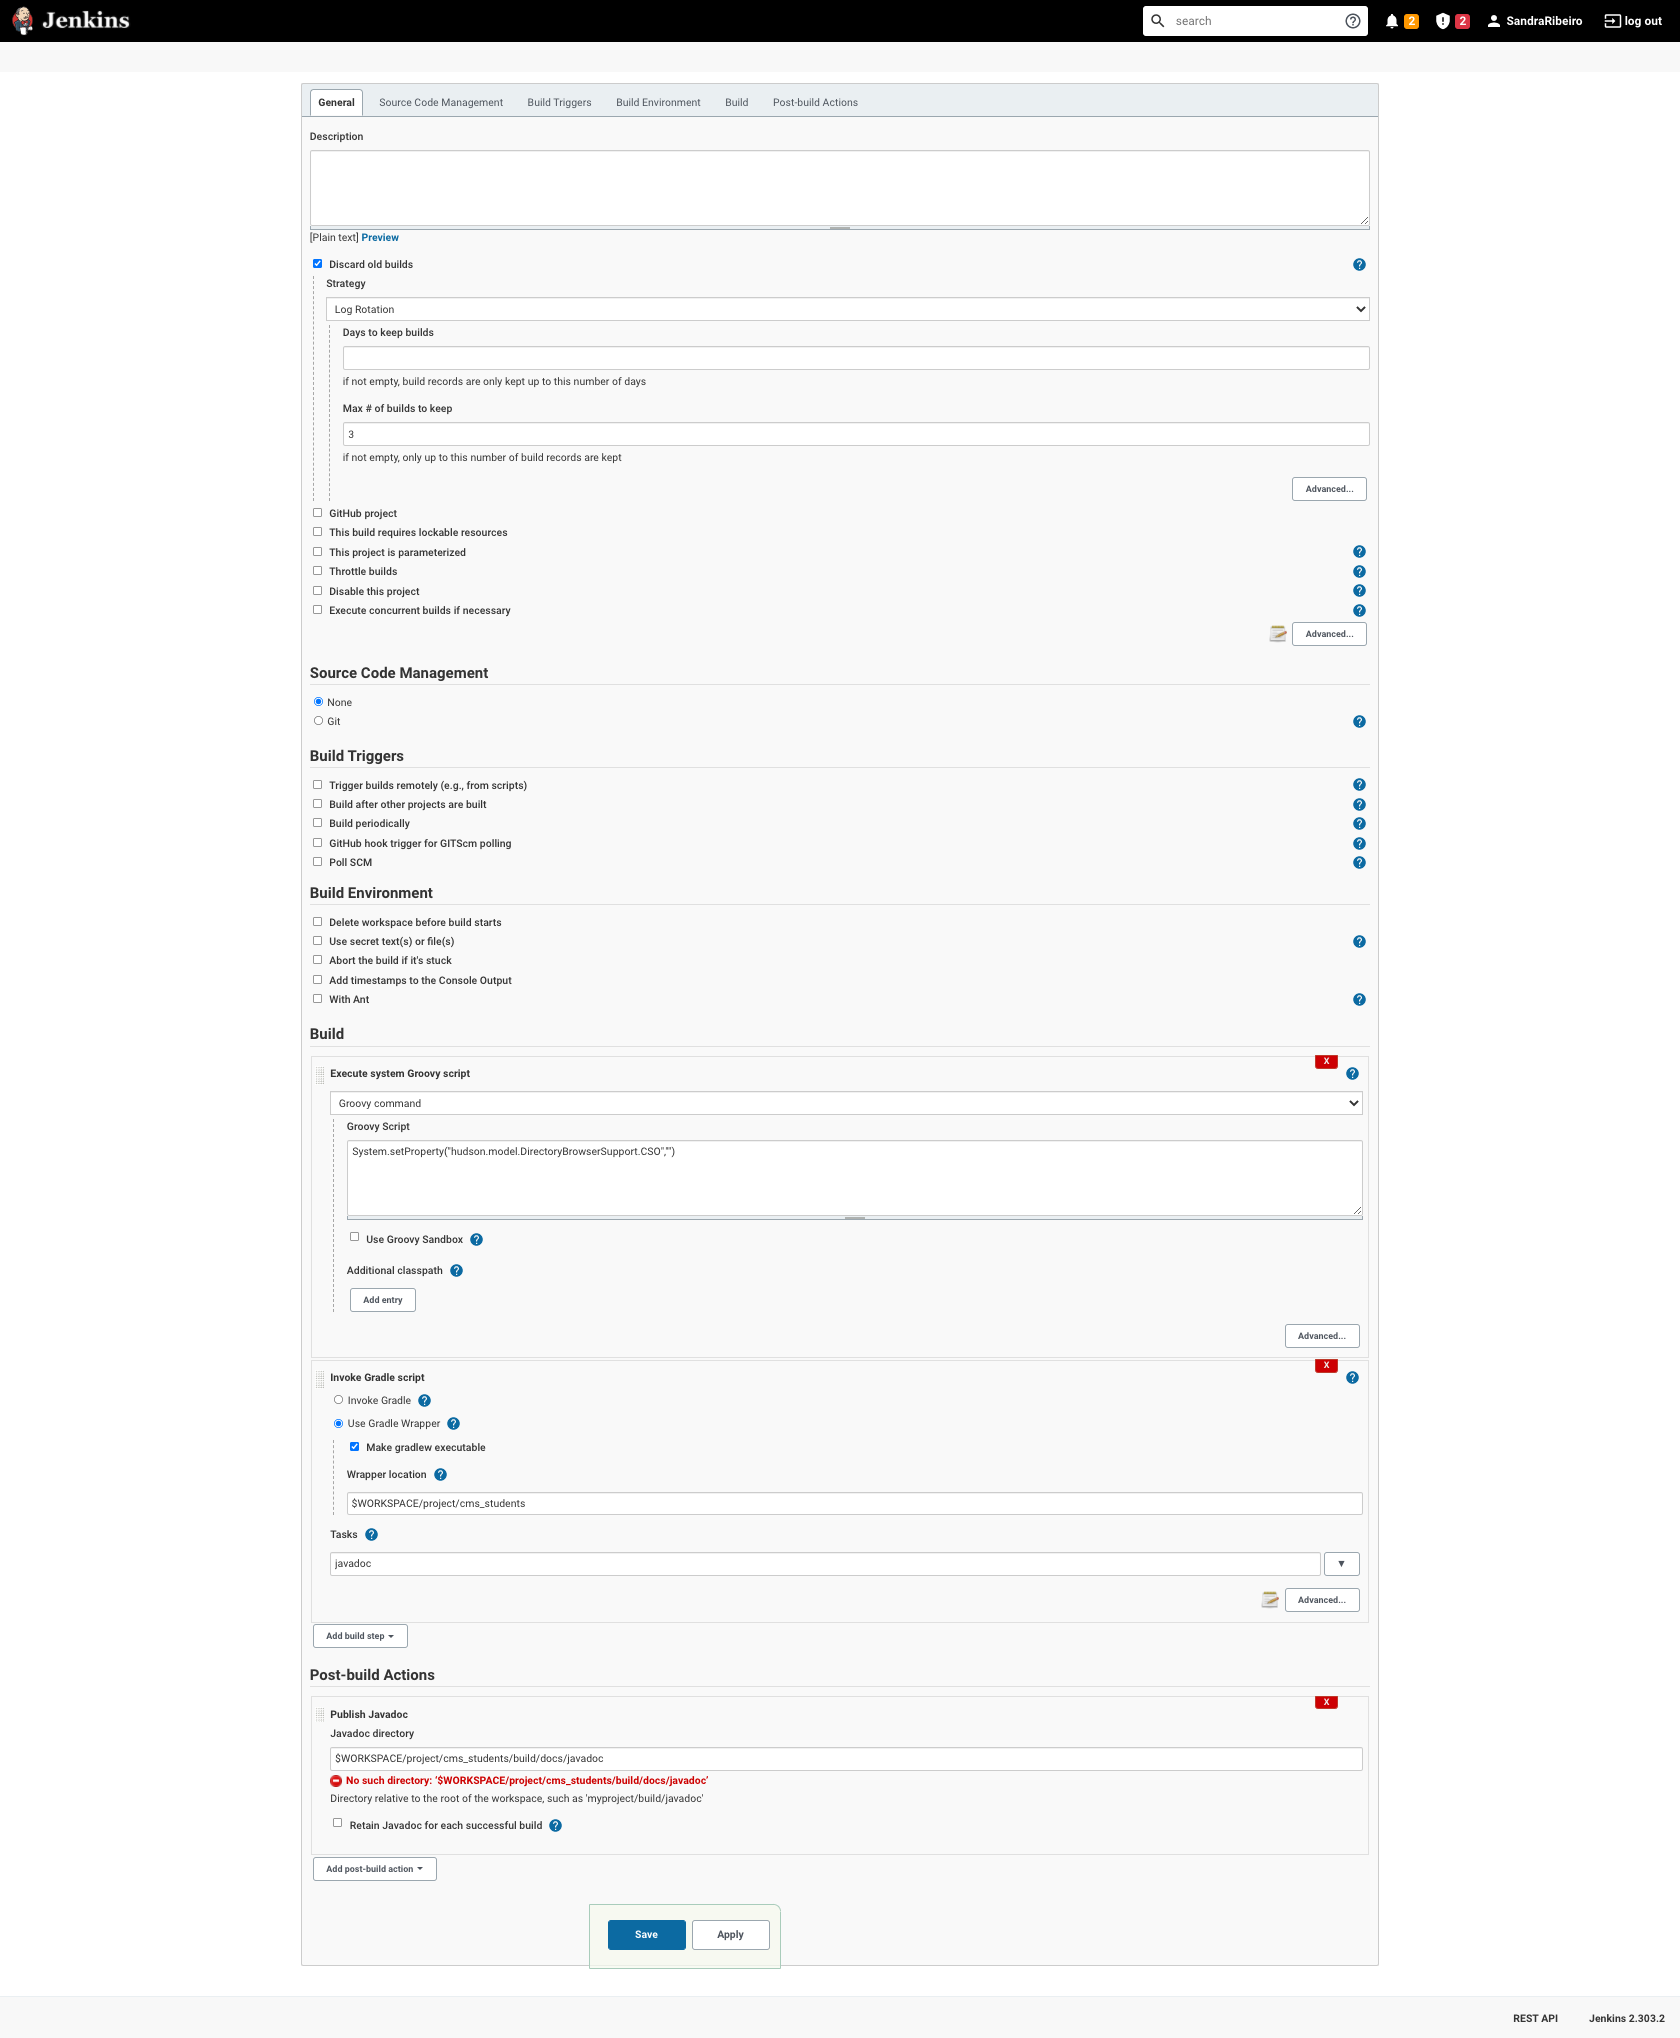 Jenkins
search
2
2
SandraRibeiro
log out
General
Source Code Management
Build Triggers
Build Environment
Build
Post-build Actions
Description
[Plain text] Preview
Discard old builds
Strategy
Log Rotation
Days to keep builds
if not empty, build records are only kept up to this number of days
Max # of builds to keep
3
if not empty, only up to this number of build records are kept
Advanced...
GitHub project
This build requires lockable resources
This project is parameterized
Throttle builds
Disable this project
Execute concurrent builds if necessary
Advanced...
Source Code Management
None
Git
Build Triggers
Trigger builds remotely (e.g., from scripts)
Build after other projects are built
Build periodically
GitHub hook trigger for GITScm polling
Poll SCM
Build Environment
Delete workspace before build starts
Use secret text(s) or file(s)
Abort the build if it's stuck
Add timestamps to the Console Output
With Ant
Build
X
Execute system Groovy script
Groovy command
Groovy Script
System.setProperty("hudson.model.DirectoryBrowserSupport.CSO","")
Use Groovy Sandbox
Additional classpath
Add entry
Advanced...
X
Invoke Gradle script
Invoke Gradle
Use Gradle Wrapper
Make gradlew executable
Wrapper location
$WORKSPACE/project/cms_students
Tasks
javadoc
Advanced...
Add build step
Post-build Actions
X
Publish Javadoc
Javadoc directory
$WORKSPACE/project/cms_students/build/docs/javadoc
No such directory: '$WORKSPACE/project/cms_students/build/docs/javadoc'
Directory relative to the root of the workspace, such as 'myproject/build/javadoc'
Retain Javadoc for each successful build
Add post-build action
Save
Apply
REST API
Jenkins 2.303.2